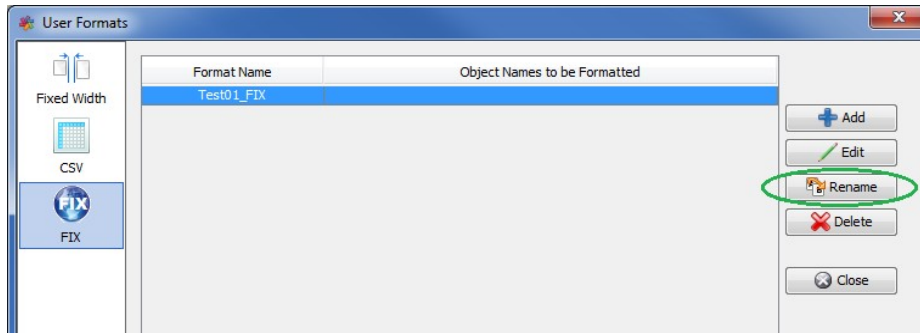 User Formats
Fixed Width
CSV
FIX
FIX
Format Name Object Names to be Formatted
Test01_FIX
Add
Edit
Rename
Delete
Close